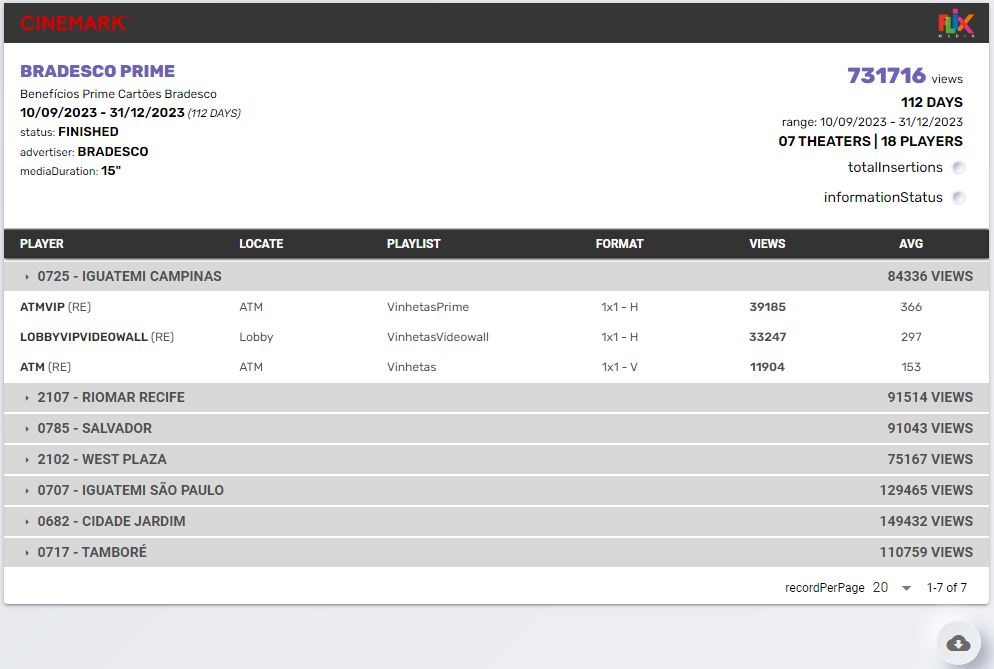 CINEMARK
FLIX
MEDIA
BRADESCO PRIME
Benefícios Prime Cartões Bradesco
10/09/2023 - 31/12/2023 (112 DAYS)
status: FINISHED
advertiser: BRADESCO
mediaDuration: 15"
731716 views
112 DAYS
range: 10/09/2023 - 31/12/2023
07 THEATERS | 18 PLAYERS
totalInsertions
informationStatus
PLAYER LOCATE PLAYLIST FORMAT VIEWS AVG
0725 - IGUATEMI CAMPINAS 84336 VIEWS
ATMVIP (RE) ATM VinhetasPrime 1x1 - H 39185 366
LOBBYVIPVIDEOWALL (RE) Lobby VinhetasVideowall 1x1 - H 33247 297
ATM (RE) ATM Vinhetas 1x1 - V 11904 153
2107 - RIOMAR RECIFE 91514 VIEWS
0785 - SALVADOR 91043 VIEWS
2102 - WEST PLAZA 75167 VIEWS
0707 - IGUATEMI SÃO PAULO 129465 VIEWS
0682 - CIDADE JARDIM 149432 VIEWS
0717 - TAMBORÉ 110759 VIEWS
recordPerPage 20 1-7 of 7